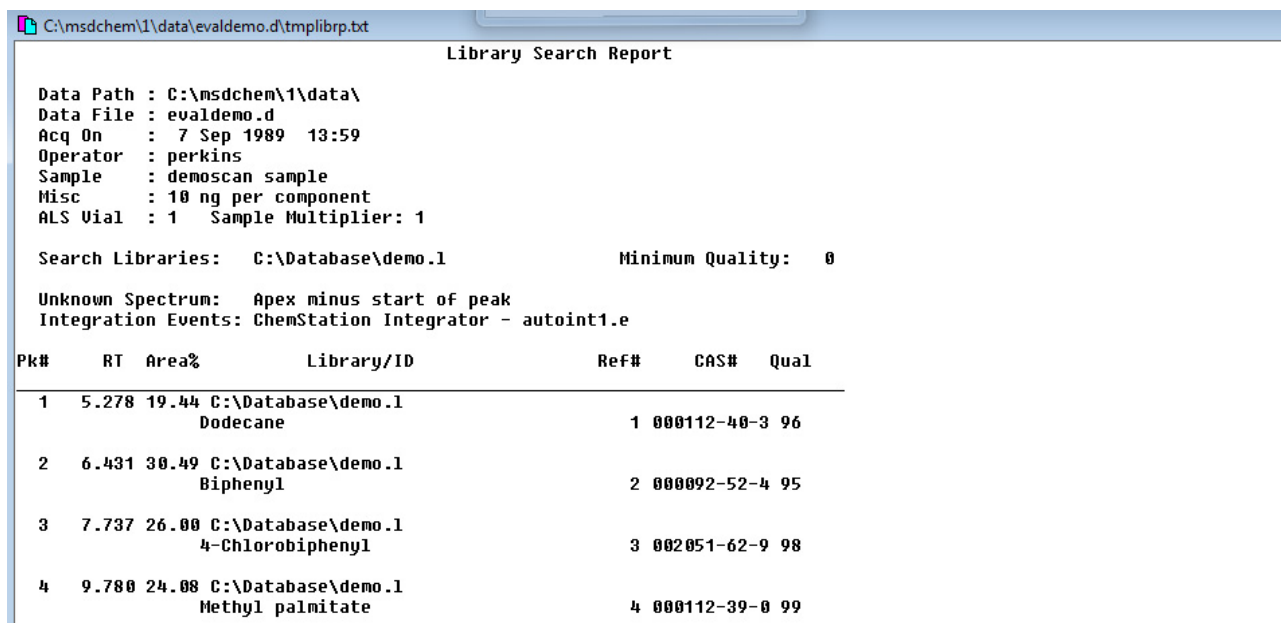 C:\msdchem\1\data\evaldemo.d\tmplibrp.txt
Library Search Report
Data Path : C:\msdchem\1\data\
Data File : evaldemo.d
Acq On : 7 Sep 1989 13:59
Operator : perkins
Sample : demoscan sample
Misc : 10 ng per component
ALS Vial : 1 Sample Multiplier: 1
Search Libraries: C:\Database\demo.l Minimum Quality: 0
Unknown Spectrum: Apex minus start of peak
Integration Events: ChemStation Integrator - autoint1.e
Pk# RT Area% Library/ID Ref# CAS# Qual
1 5.278 19.44 C:\Database\demo.l
Dodecane 1 000112-40-3 96
2 6.431 30.49 C:\Database\demo.l
Biphenyl 2 000092-52-4 95
3 7.737 26.00 C:\Database\demo.l
4-Chlorobiphenyl 3 002051-62-9 98
4 9.780 24.08 C:\Database\demo.l
Methyl palmitate 4 000112-39-0 99